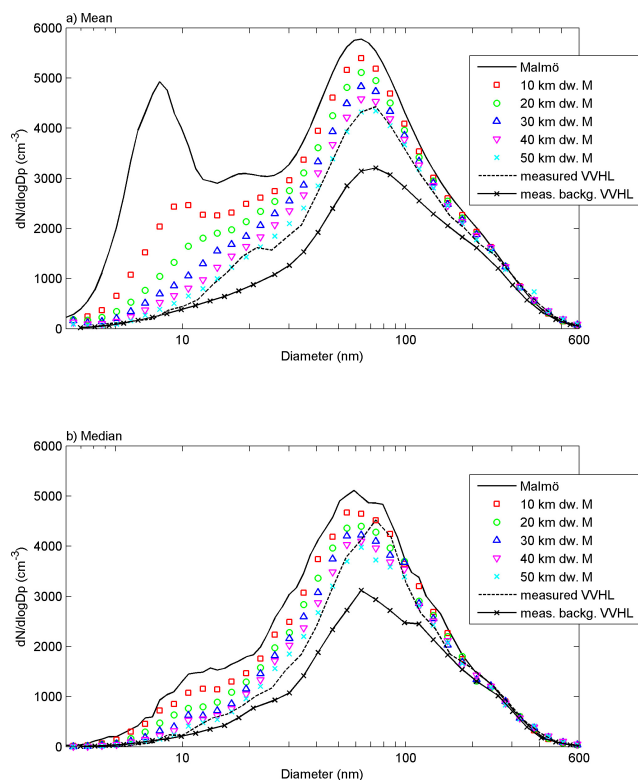 a) Mean
6000
5000
4000
3000
2000
1000
0
dN/dlogDp (cm-3)
10
100
600
Diameter (nm)
Malmö
10 km dw. M
20 km dw. M
30 km dw. M
40 km dw. M
50 km dw. M
measured VVHL
meas. backg. VVHL
b) Median
6000
5000
4000
3000
2000
1000
0
dN/dlogDp (cm-3)
10
100
600
Diameter (nm)
Malmö
10 km dw. M
20 km dw. M
30 km dw. M
40 km dw. M
50 km dw. M
measured VVHL
meas. backg. VVHL